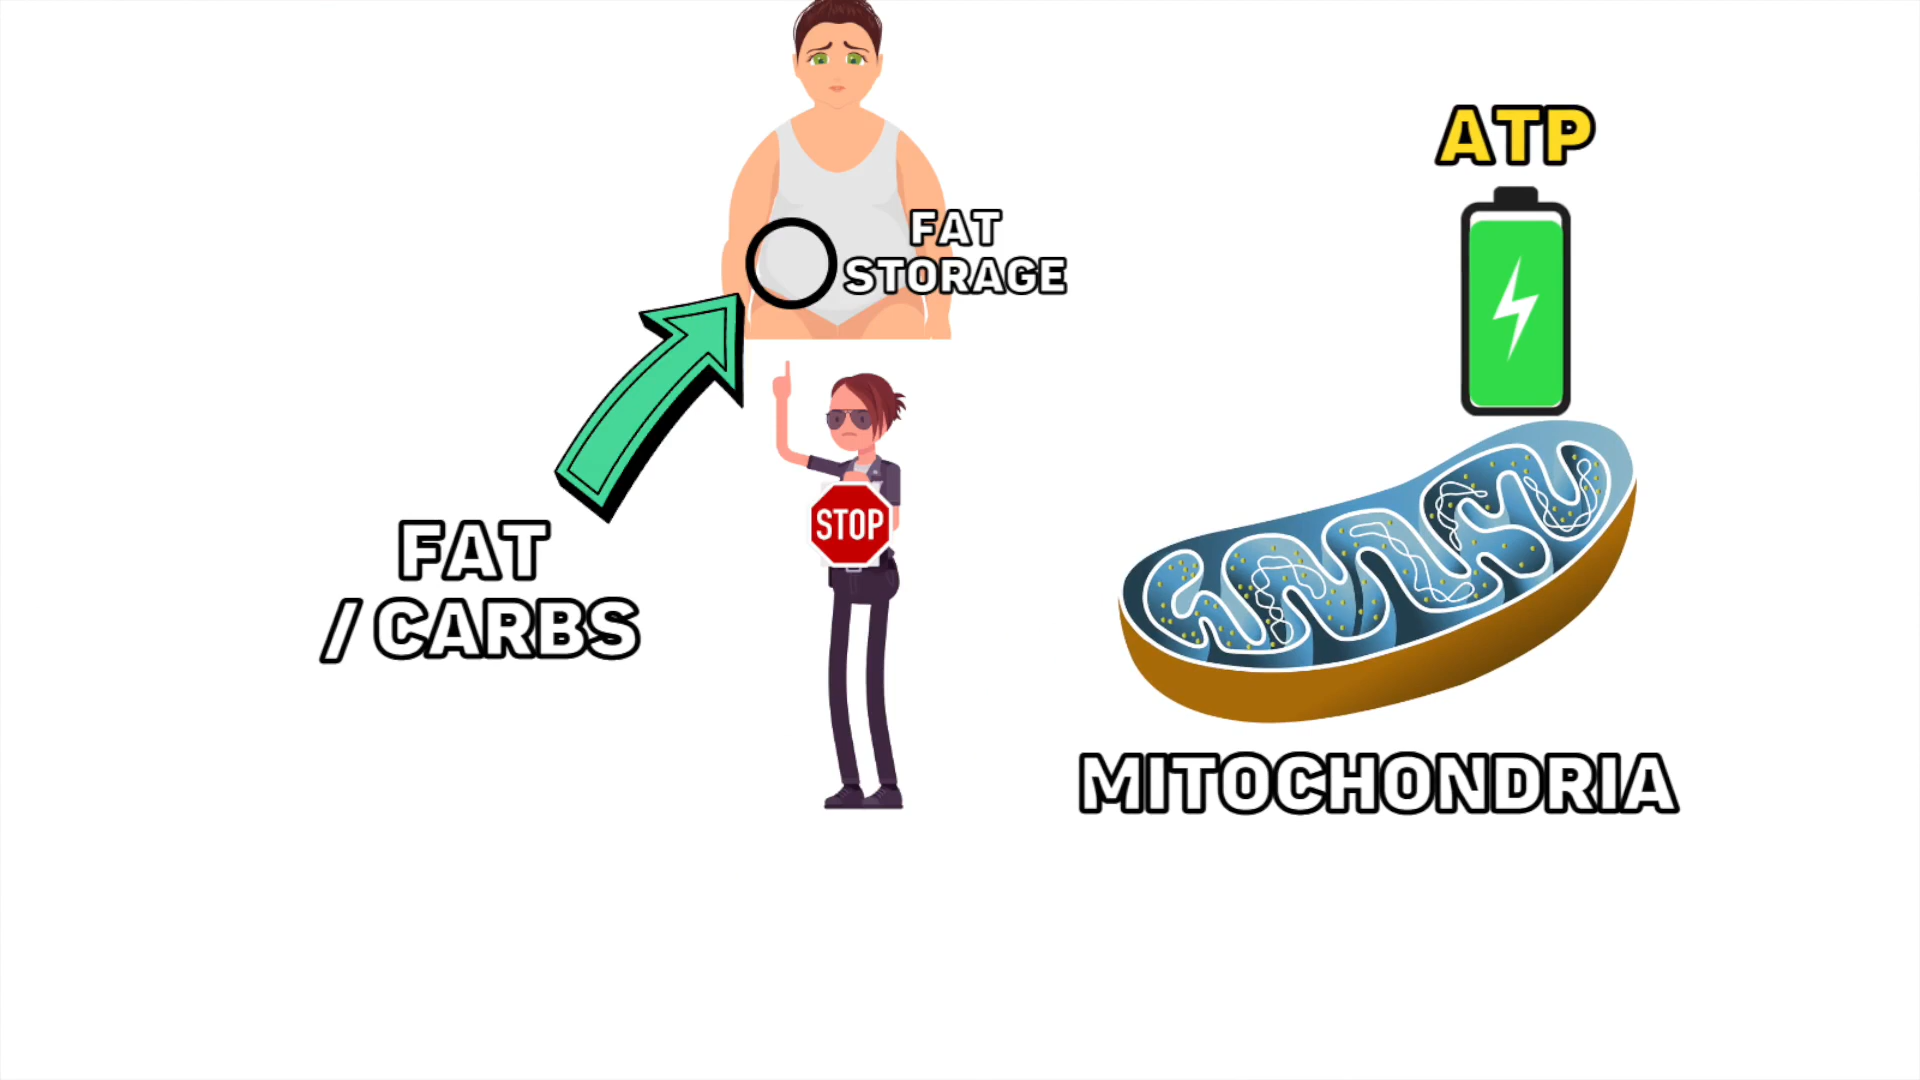 ATP
FAT
STORAGE
STOP
FAT
/ CARBS
MITOCHONDRIA